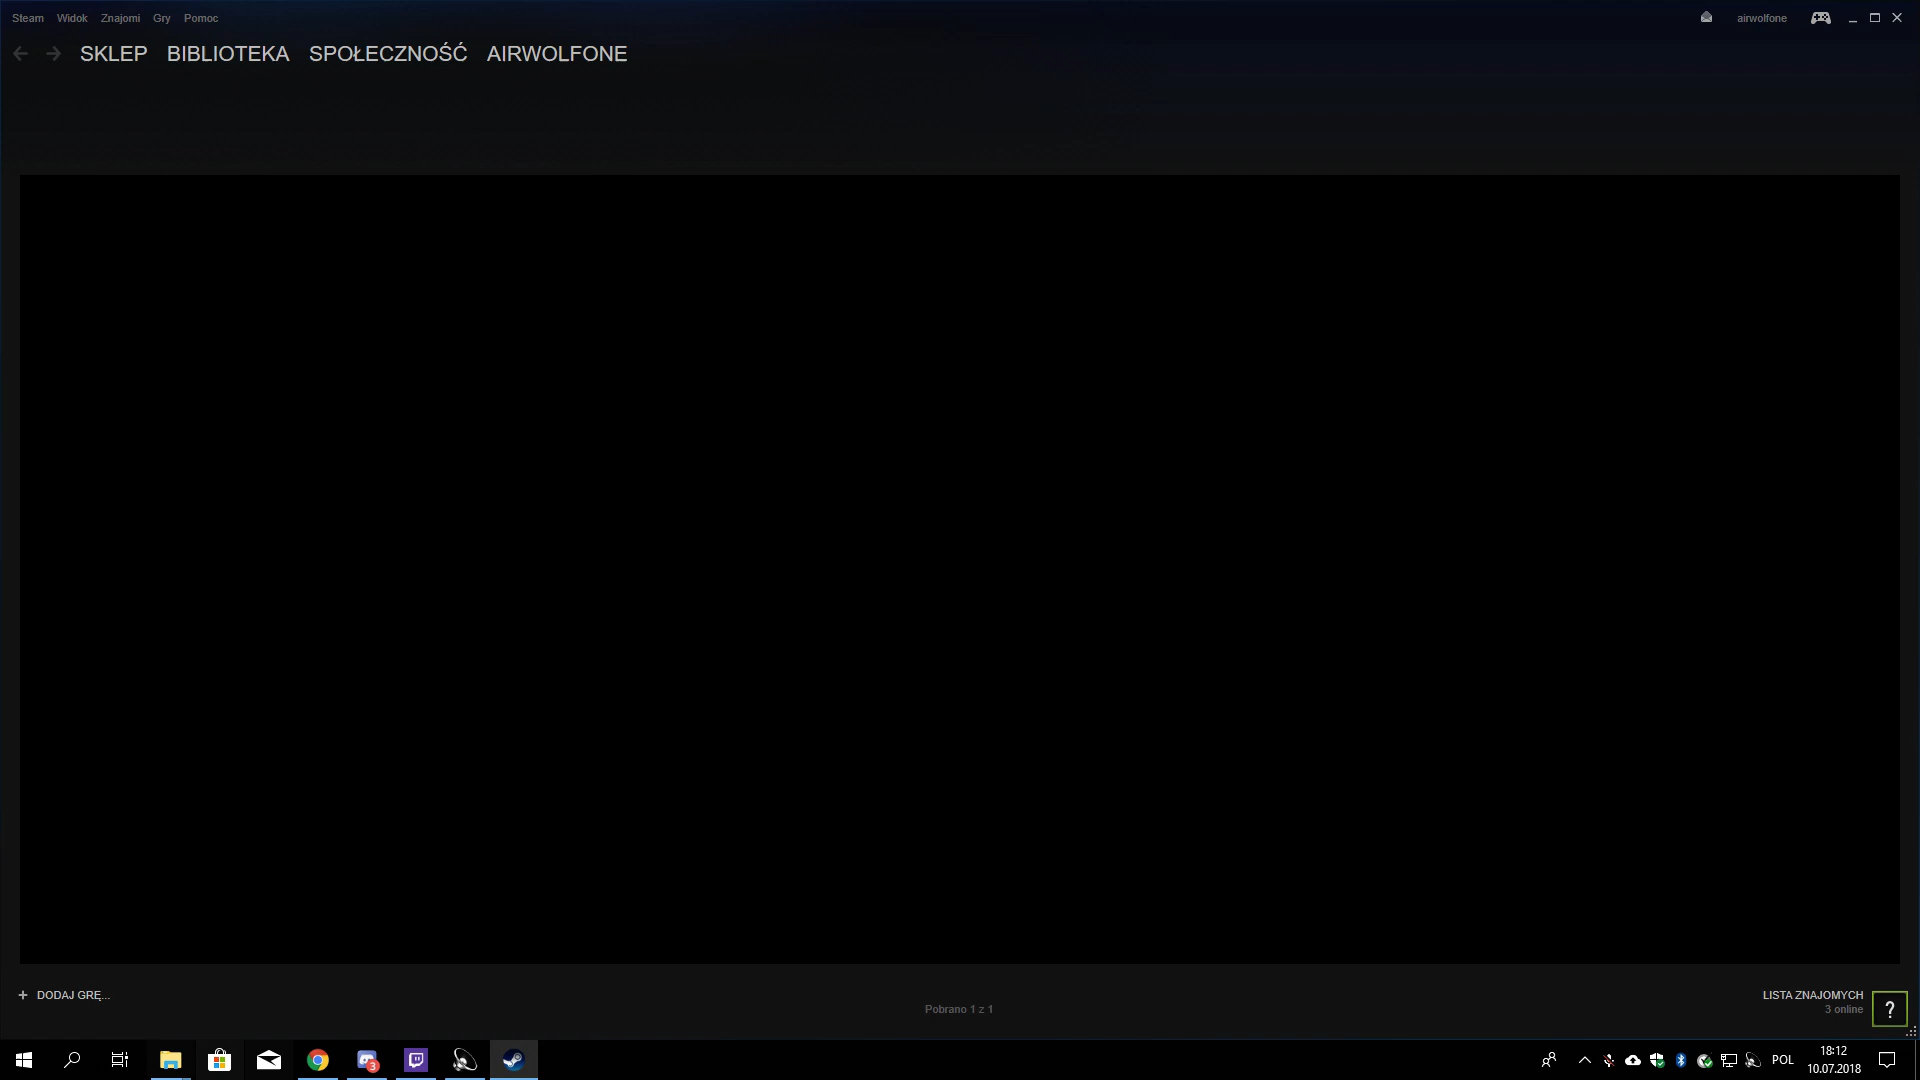 Steam Widok Znajomi Gry Pomoc
airwolfone
SKLEP BIBLIOTEKA SPOŁECZNOŚĆ AIRWOLFONE
DODAJ GRĘ...
Pobrano 1 z 1
LISTA ZNAJOMYCH
3 online
?
3
POL
18:12
10.07.2018